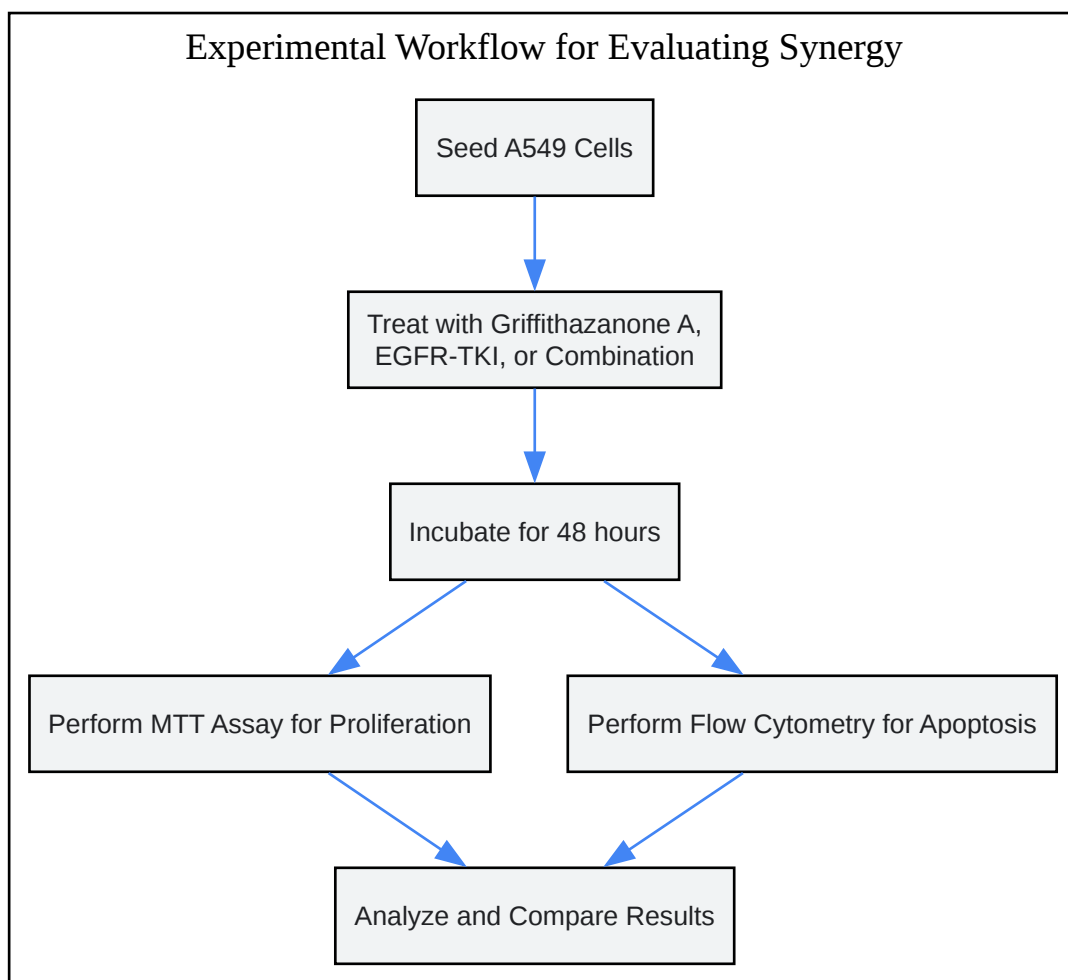 Experimental Workflow for Evaluating Synergy
Seed A549 Cells
Treat with Griffithazanone A,
EGFR-TKI, or Combination
Incubate for 48 hours
Perform MTT Assay for Proliferation
Perform Flow Cytometry for Apoptosis
Analyze and Compare Results